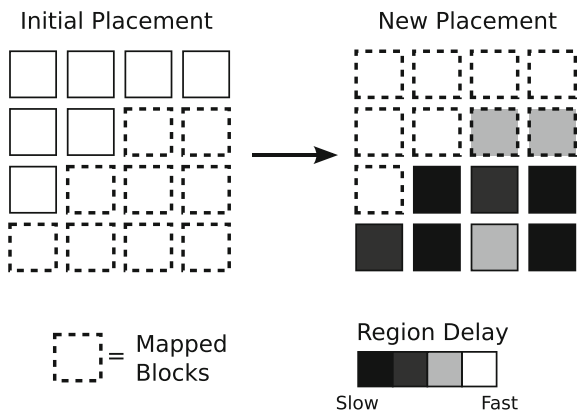 Initial Placement
New Placement
= Mapped
Blocks
Region Delay
Slow
Fast